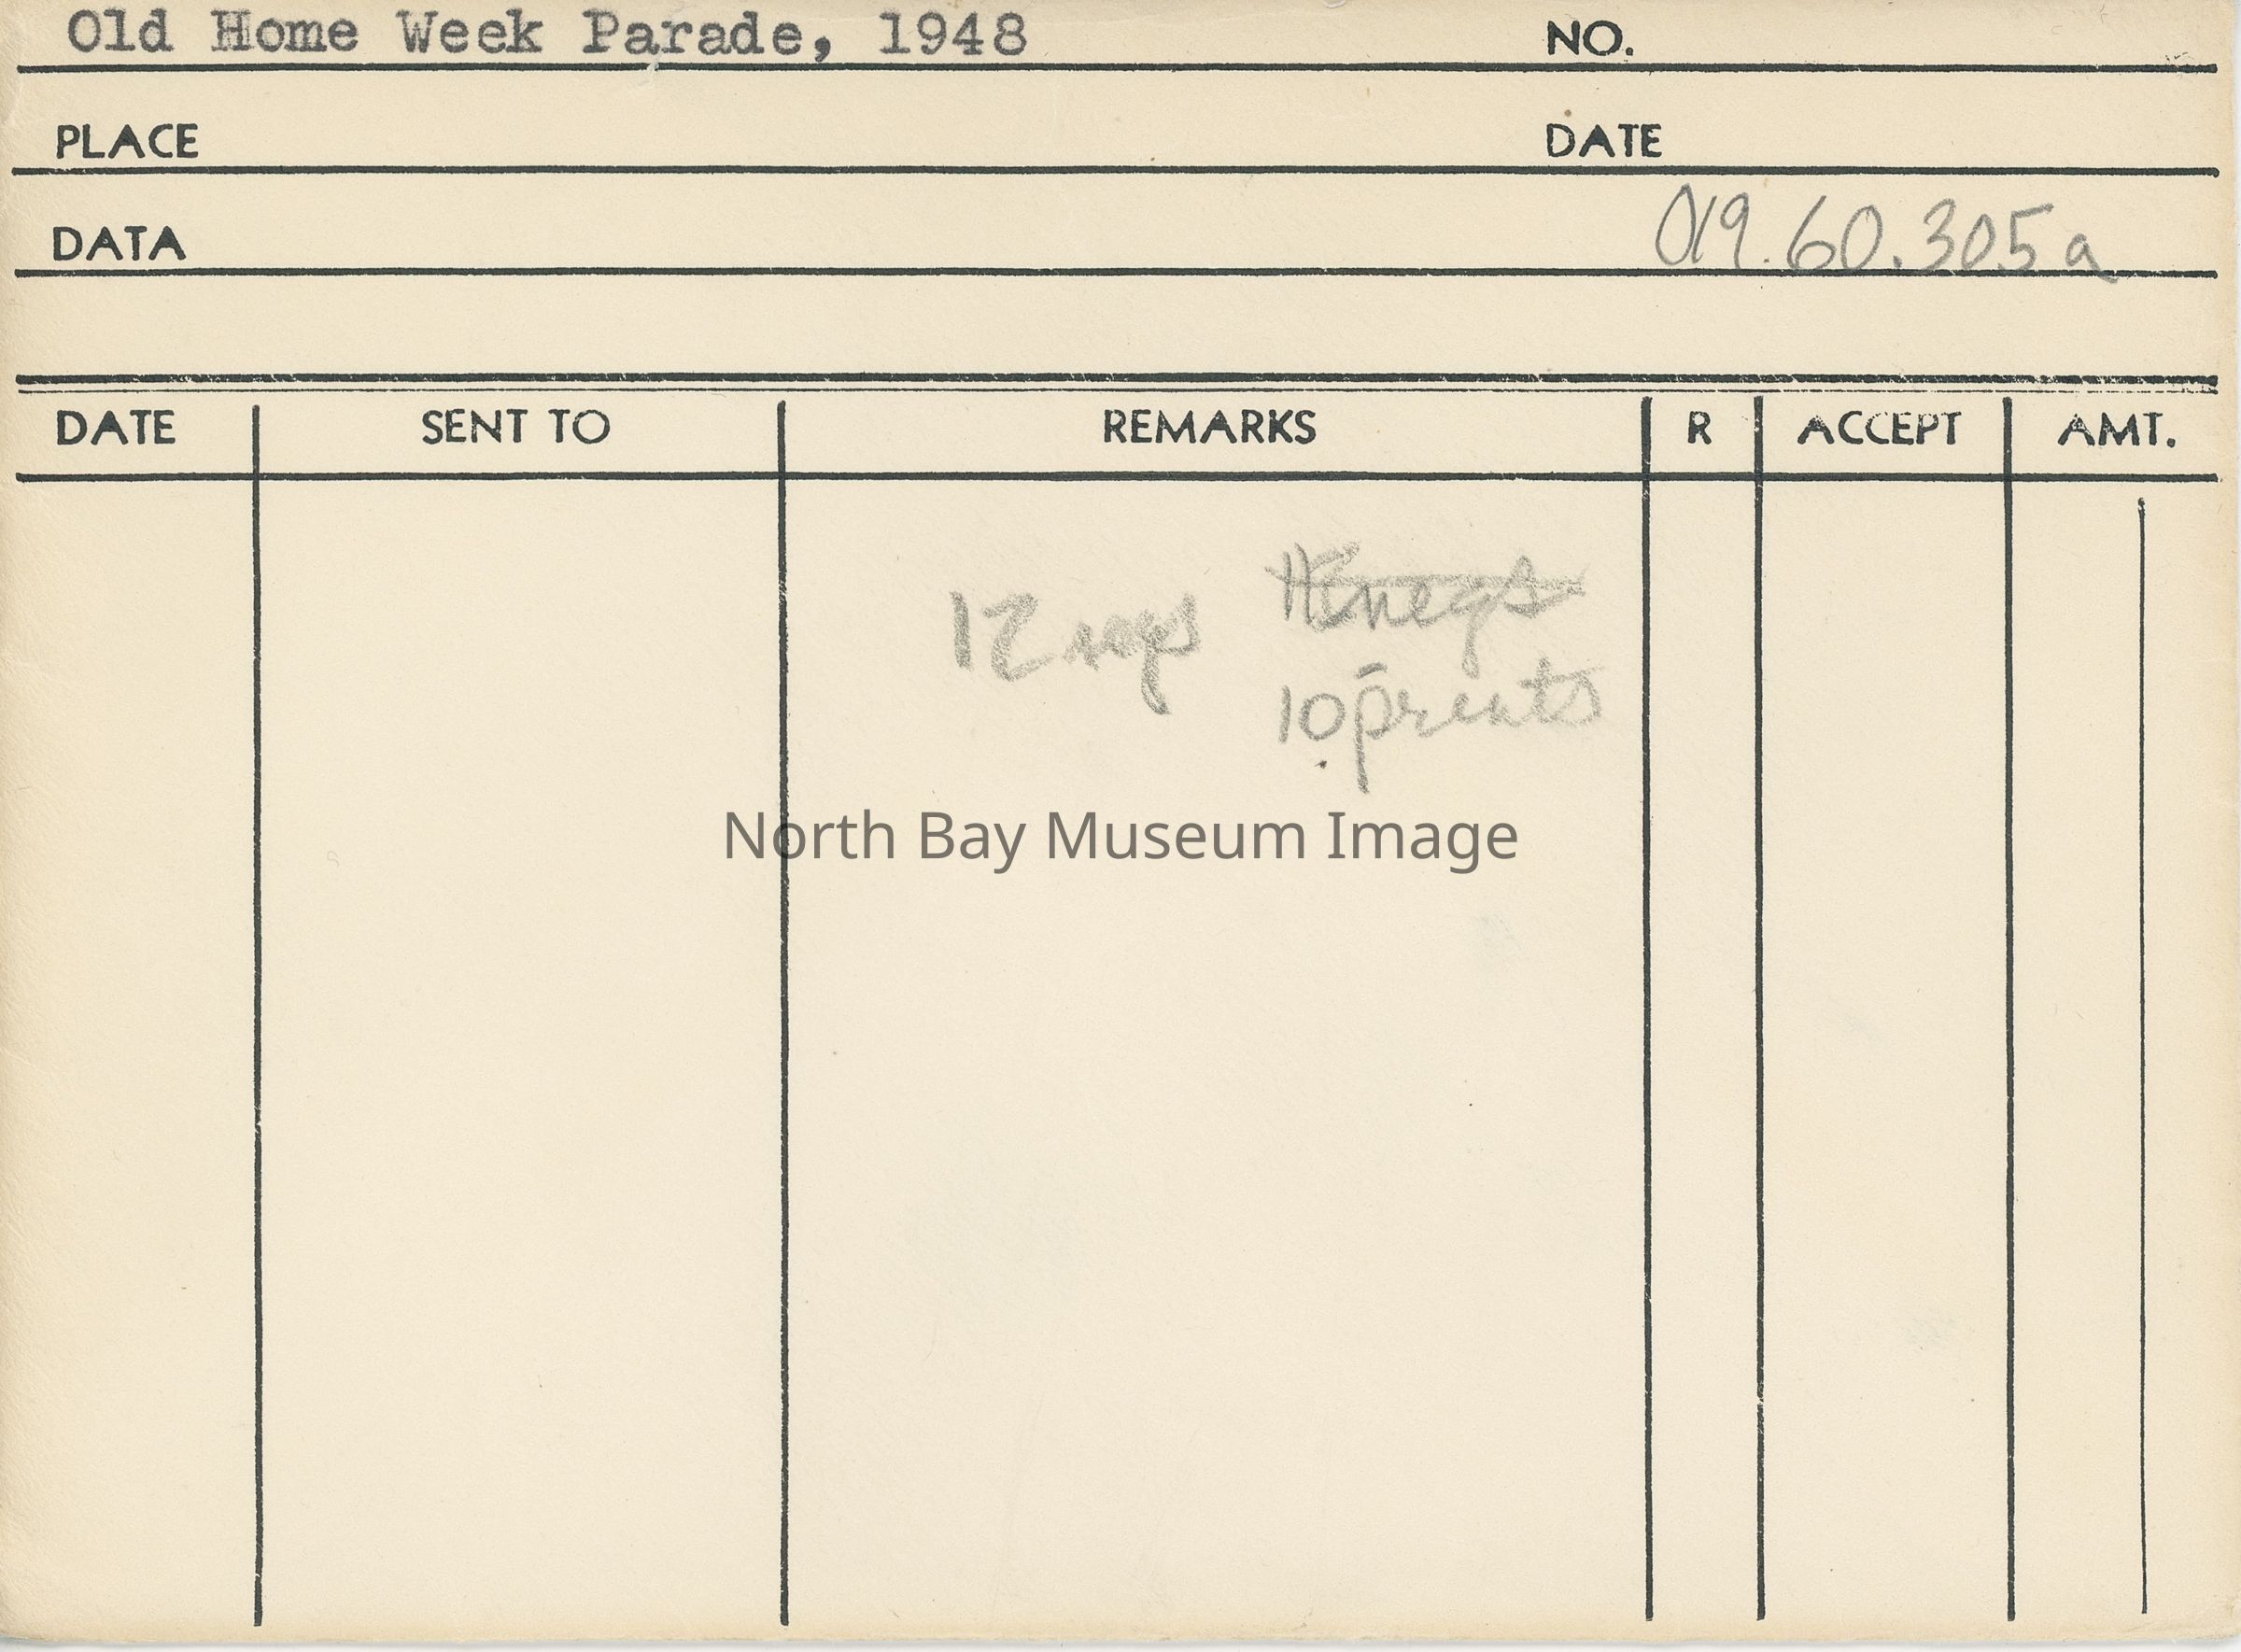 Old Home Week Parade, 1948 NO.
PLACE DATE
DATA 019.60.305a
DATE SENT TO REMARKS R ACCEPT AMT.
12 negs
negs
10 prints
North Bay Museum Image